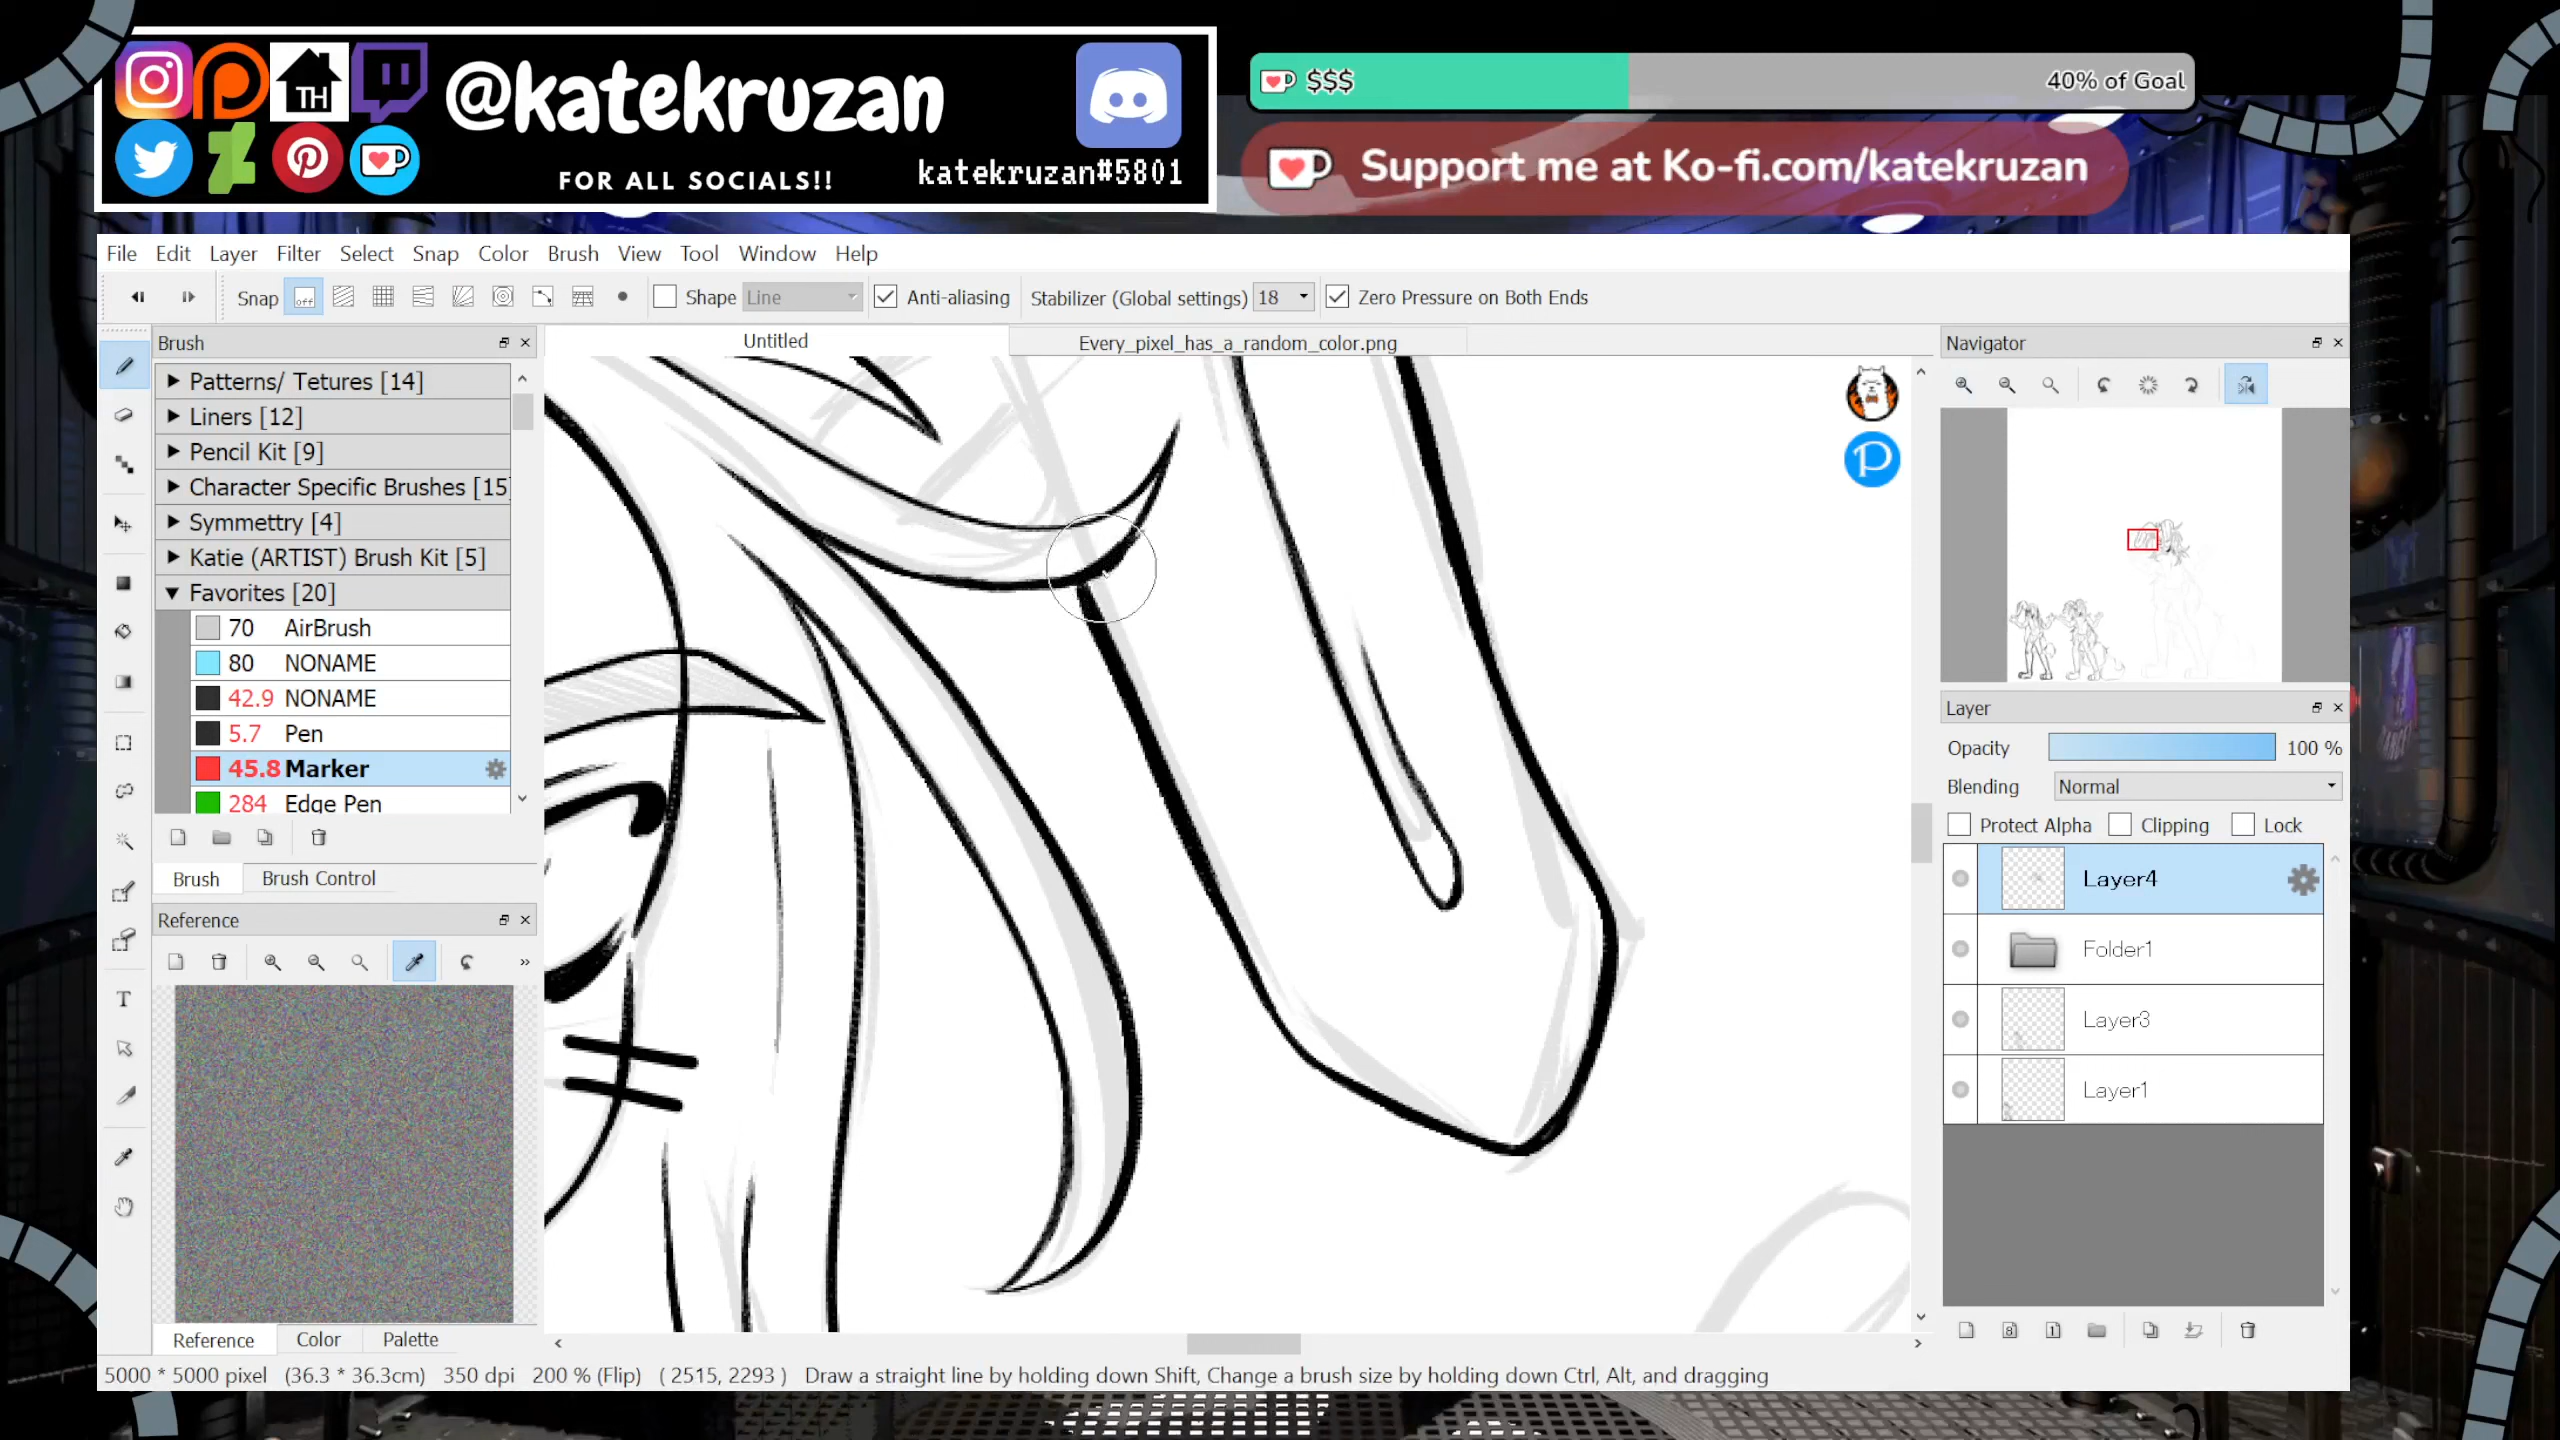 TH
@katekruzan
FOR ALL SOCIALS!!
katekruzan#5801
$$$
40% of Goal
Support me at Ko-fi.com/katekruzan
File Edit Layer Filter Select Snap Color Brush View Tool Window Help
Snap off Shape Line Anti-aliasing Stabilizer (Global settings) 18 Zero Pressure on Both Ends
Brush
Untitled
Every_pixel_has_a_random_color.png
Navigator
Patterns/ Tetures [14]
Liners [12]
Pencil Kit [9]
Character Specific Brushes [15]
Symmettry [4]
Katie (ARTIST) Brush Kit [5]
Favorites [20]
70 AirBrush
80 NONAME
42.9 NONAME
5.7 Pen
45.8 Marker
284 Edge Pen
Brush Brush Control
Reference
Reference Color Palette
P
Layer
Opacity 100 %
Blending Normal
Protect Alpha Clipping Lock
Layer4
Folder1
Layer3
Layer1
8 1
T
5000 * 5000 pixel (36.3 * 36.3cm) 350 dpi 200 % (Flip) ( 2515, 2293 ) Draw a straight line by holding down Shift, Change a brush size by holding down Ctrl, Alt, and dragging